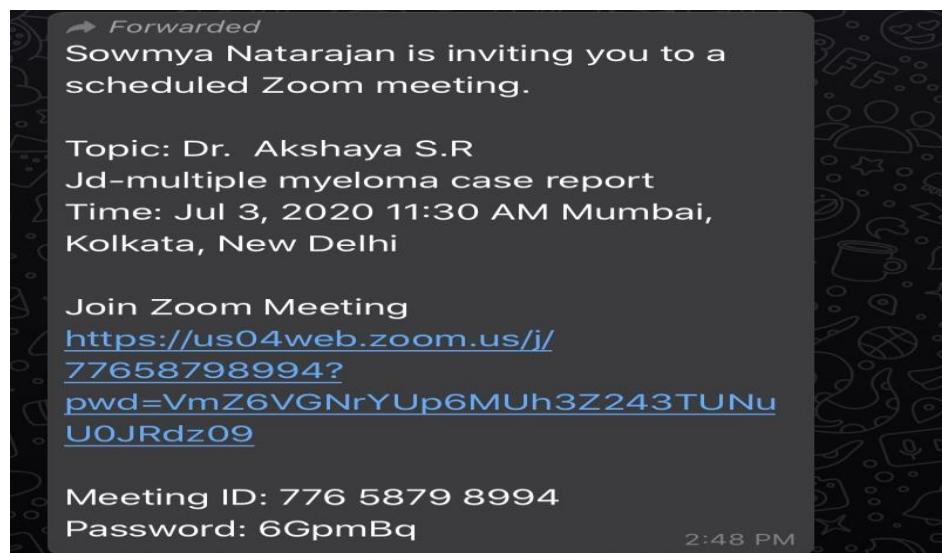 Forwarded
Sowmya Natarajan is inviting you to a
scheduled Zoom meeting.
Topic: Dr.  Akshaya S.R
Jd-multiple myeloma case report
Time: Jul 3, 2020 11:30 AM Mumbai,
Kolkata, New Delhi
Join Zoom Meeting
https://us04web.zoom.us/j/
77658798994?
pwd=VmZ6VGNrYUp6MUh3Z243TUNu
U0JRdz09
Meeting ID: 776 5879 8994
Password: 6GpmBq
2:48 PM